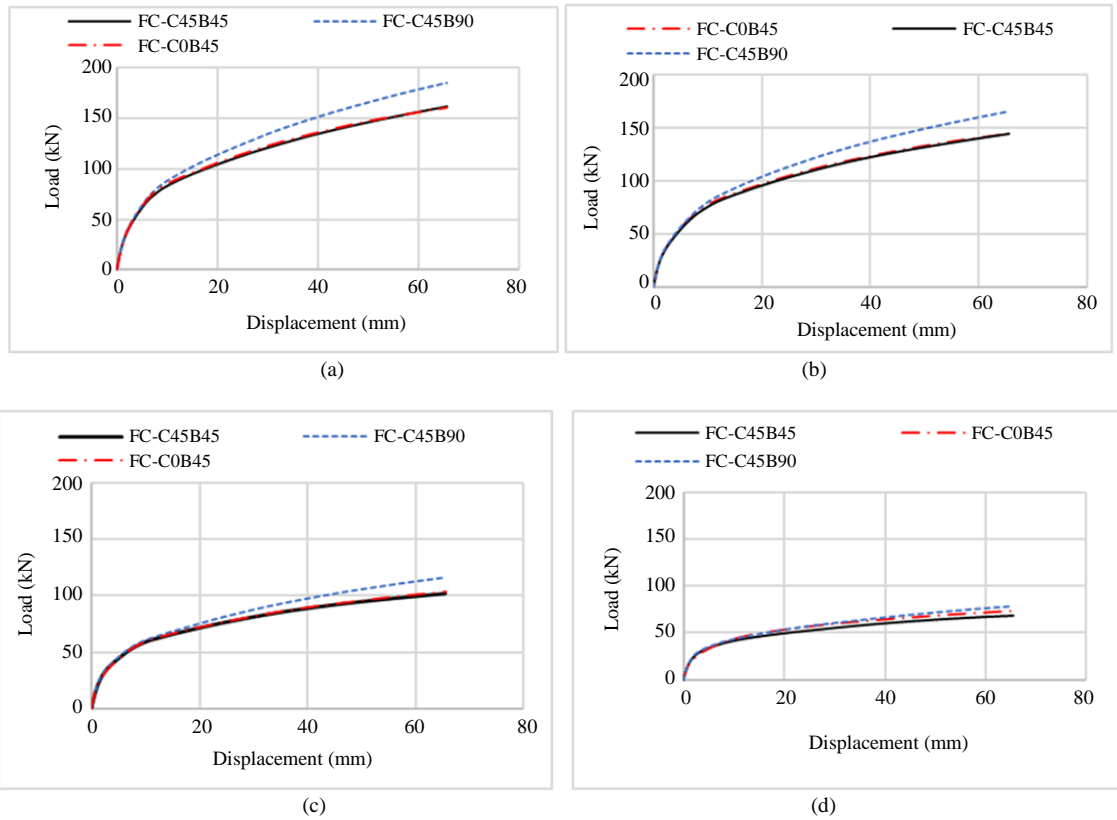 FC-C45B45 FC-C45B90
FC-C0B45
200
150
100
50
0
0 20 40 60 80
Load (kN)
Displacement (mm)
(a)
FC-C0B45 FC-C45B45
FC-C45B90
200
150
100
50
0
0 20 40 60 80
Load (kN)
Displacement (mm)
(b)
FC-C45B45 FC-C45B90
FC-C0B45
200
150
100
50
0
0 20 40 60 80
Load (kN)
Displacement (mm)
(c)
FC-C45B45 FC-C0B45
FC-C45B90
200
150
100
50
0
0 20 40 60 80
Load (kN)
Displacement (mm)
(d)